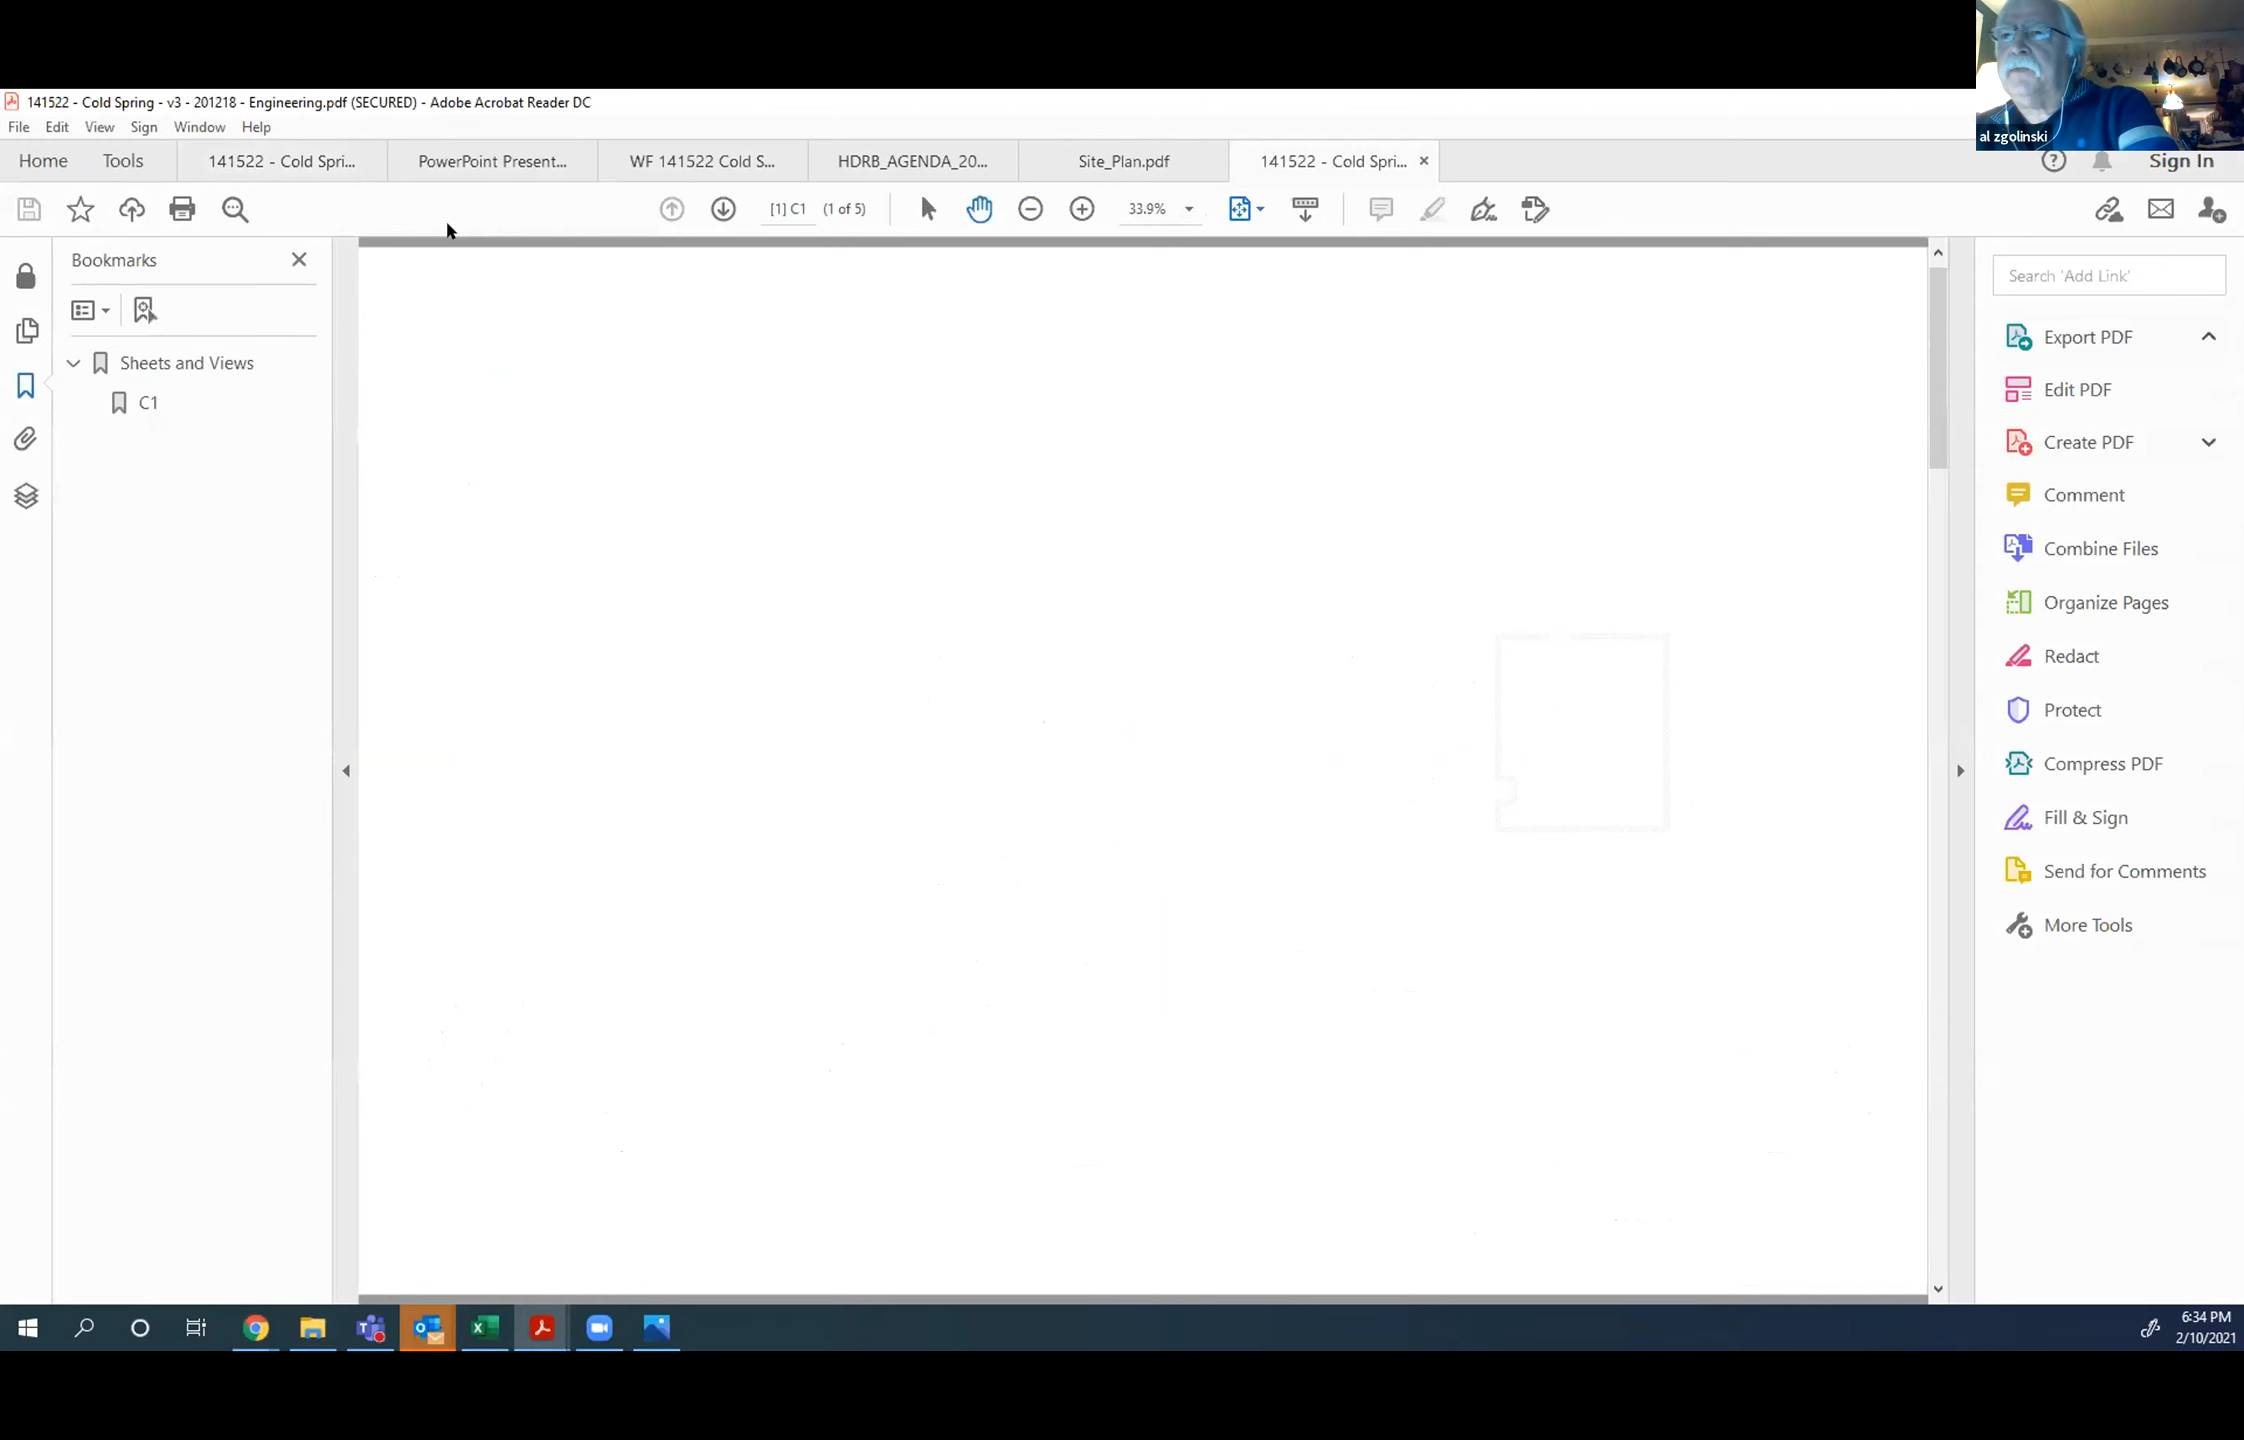 al zgolinski
141522 - Cold Spring - v3 - 201218 - Engineering.pdf (SECURED) - Adobe Acrobat Reader DC
File Edit View Sign Window Help
Home Tools 141522 - Cold Spri... PowerPoint Present... WF 141522 Cold S... HDRB_AGENDA_20... Site_Plan.pdf 141522 - Cold Spri... Sign In
[1] C1 (1 of 5) 33.9%
Bookmarks
Sheets and Views
C1
Search 'Add Link'
Export PDF
Edit PDF
Create PDF
Comment
Combine Files
Organize Pages
Redact
Protect
Compress PDF
Fill & Sign
Send for Comments
More Tools
6:34 PM
2/10/2021